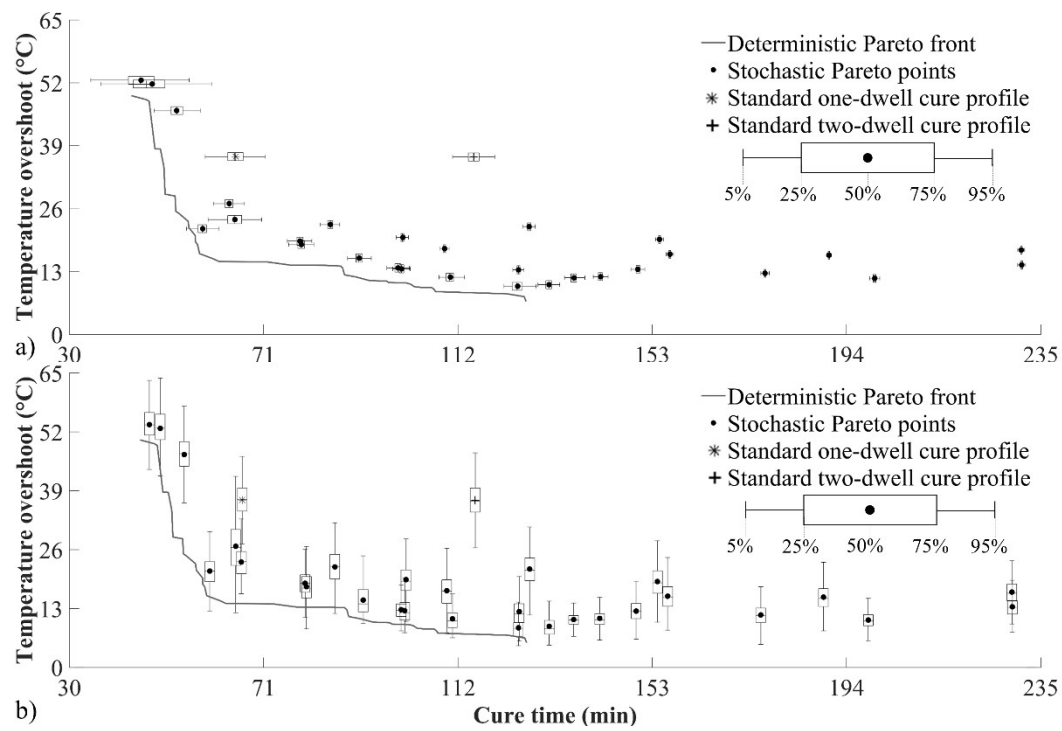 65
52
39
26
13
0
Temperature overshoot (°C)
Deterministic Pareto front
Stochastic Pareto points
Standard one-dwell cure profile
Standard two-dwell cure profile
5% 25% 50% 75% 95%
a)
30 71 112 153 194 235
65
52
39
26
13
0
Temperature overshoot (°C)
Deterministic Pareto front
Stochastic Pareto points
Standard one-dwell cure profile
Standard two-dwell cure profile
5% 25% 50% 75% 95%
b)
30 71 112 153 194 235
Cure time (min)